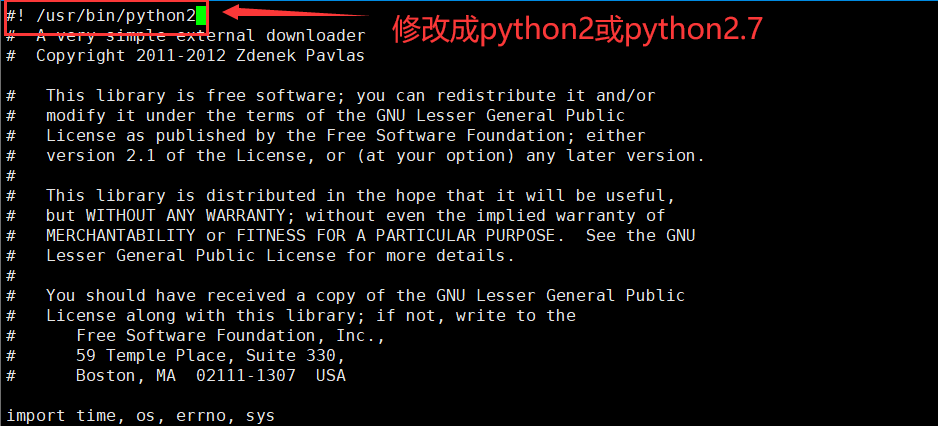 #! /usr/bin/python2
修改成python2或python2.7
#  A very simple external downloader
#  Copyright 2011-2012 Zdenek Pavlas
#   This library is free software; you can redistribute it and/or
#   modify it under the terms of the GNU Lesser General Public
#   License as published by the Free Software Foundation; either
#   version 2.1 of the License, or (at your option) any later version.
#
#   This library is distributed in the hope that it will be useful,
#   but WITHOUT ANY WARRANTY; without even the implied warranty of
#   MERCHANTABILITY or FITNESS FOR A PARTICULAR PURPOSE.  See the GNU
#   Lesser General Public License for more details.
#
#   You should have received a copy of the GNU Lesser General Public
#   License along with this library; if not, write to the
#      Free Software Foundation, Inc.,
#      59 Temple Place, Suite 330,
#      Boston, MA  02111-1307  USA
import time, os, errno, sys